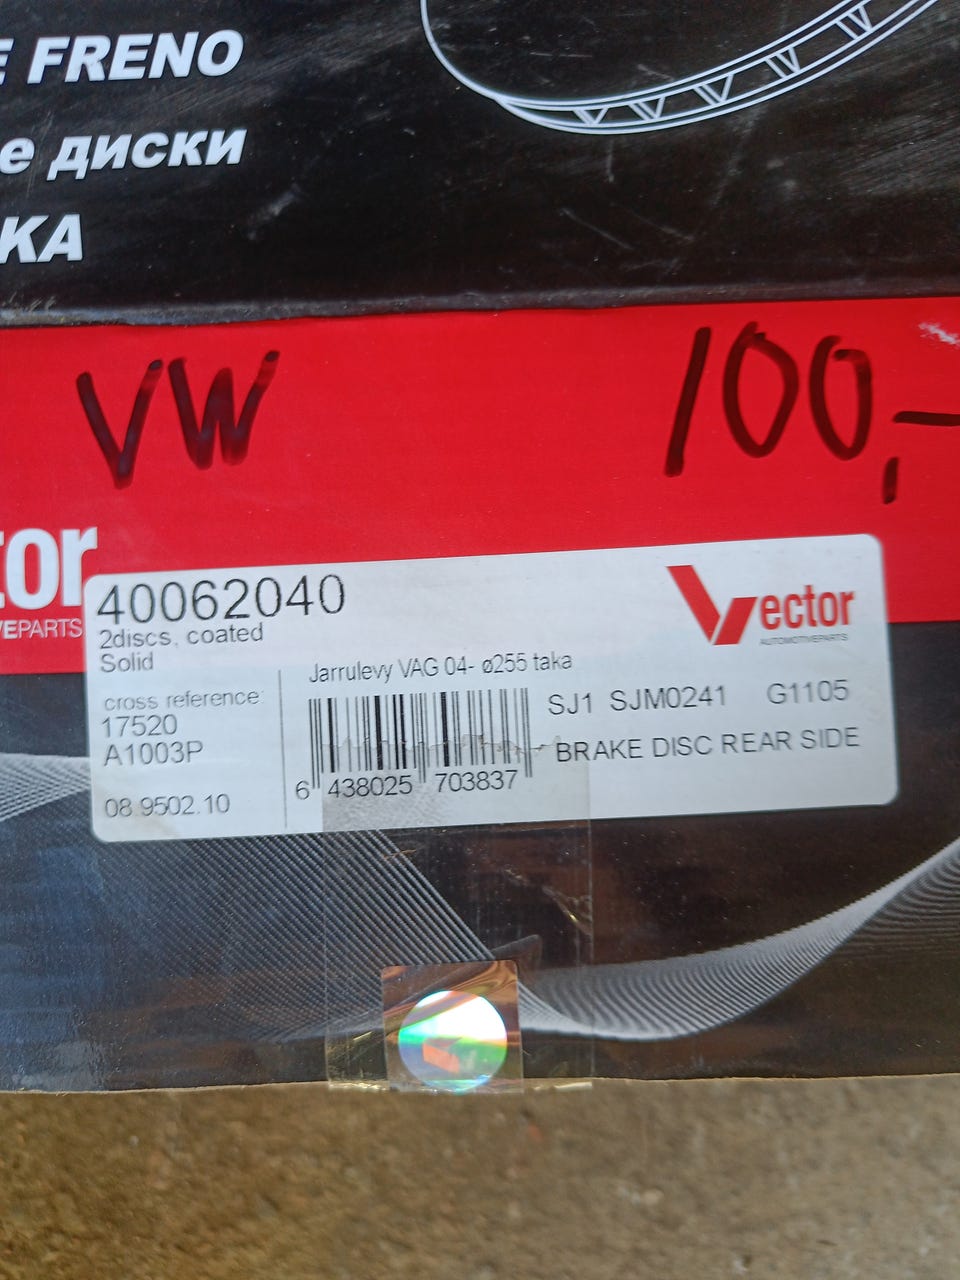 E FRENO
е диски
KA
VW 100,-
tor
VEPARTS
40062040
2discs, coated
Solid
Vector
AUTOMOTIVEPARTS
Jarrulevy VAG 04- ø255 taka
cross reference:
17520
A1003P
08.9502.10
SJ1 SJM0241 G1105
BRAKE DISC REAR SIDE
6 438025 703837